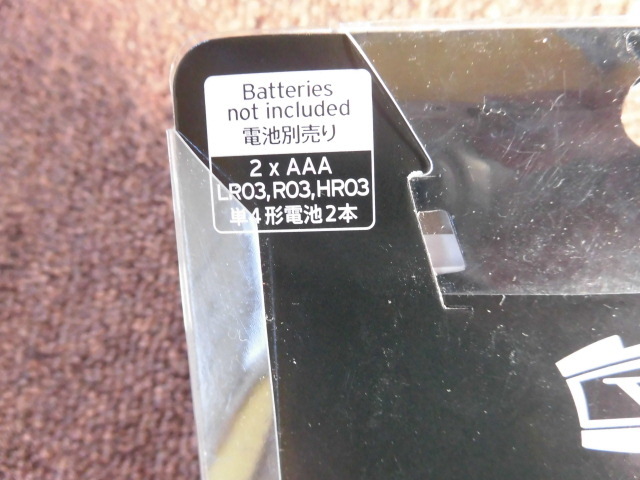 Batteries
not included
電池別売り
2 x AAA
LR03,R03,HR03
単4形電池2本